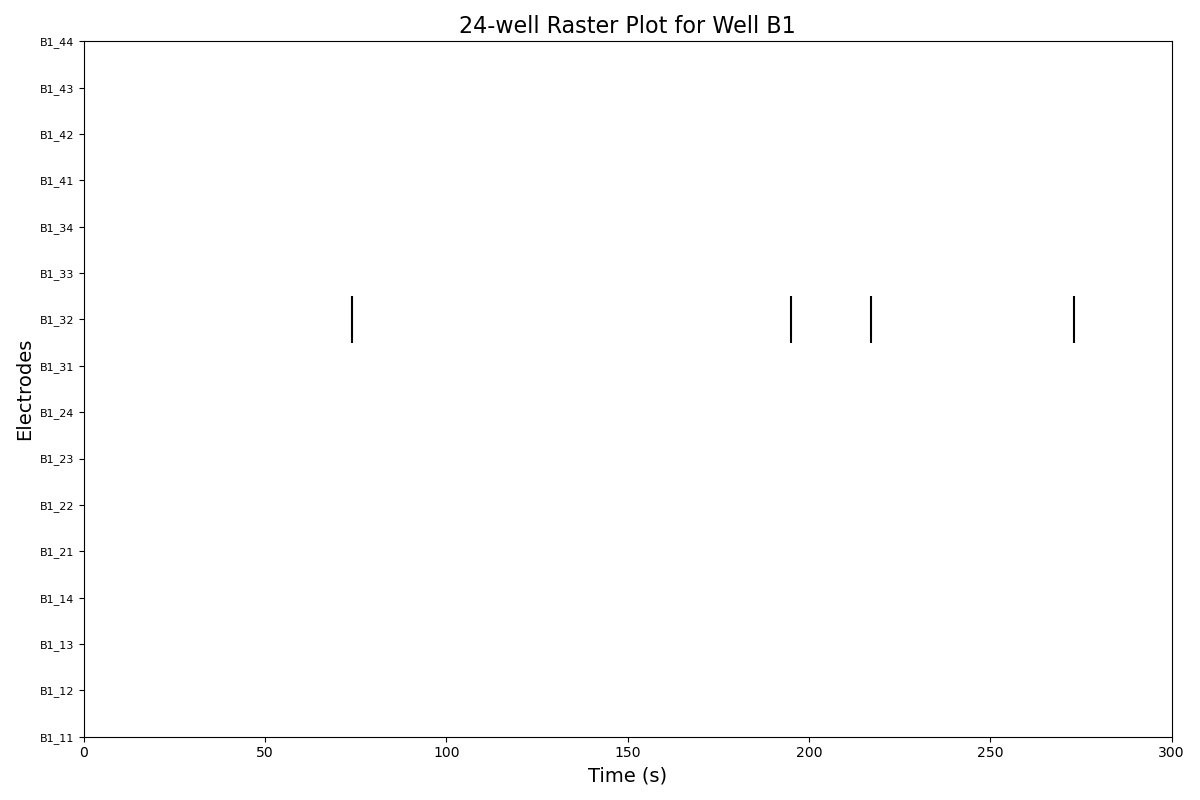 24-well Raster Plot for Well B1
B1_44
B1_43
B1_42
B1_41
B1_34
B1_33
B1_32
B1_31
B1_24
B1_23
B1_22
B1_21
B1_14
B1_13
B1_12
B1_11
Electrodes
0 50 100 150 200 250 300
Time (s)